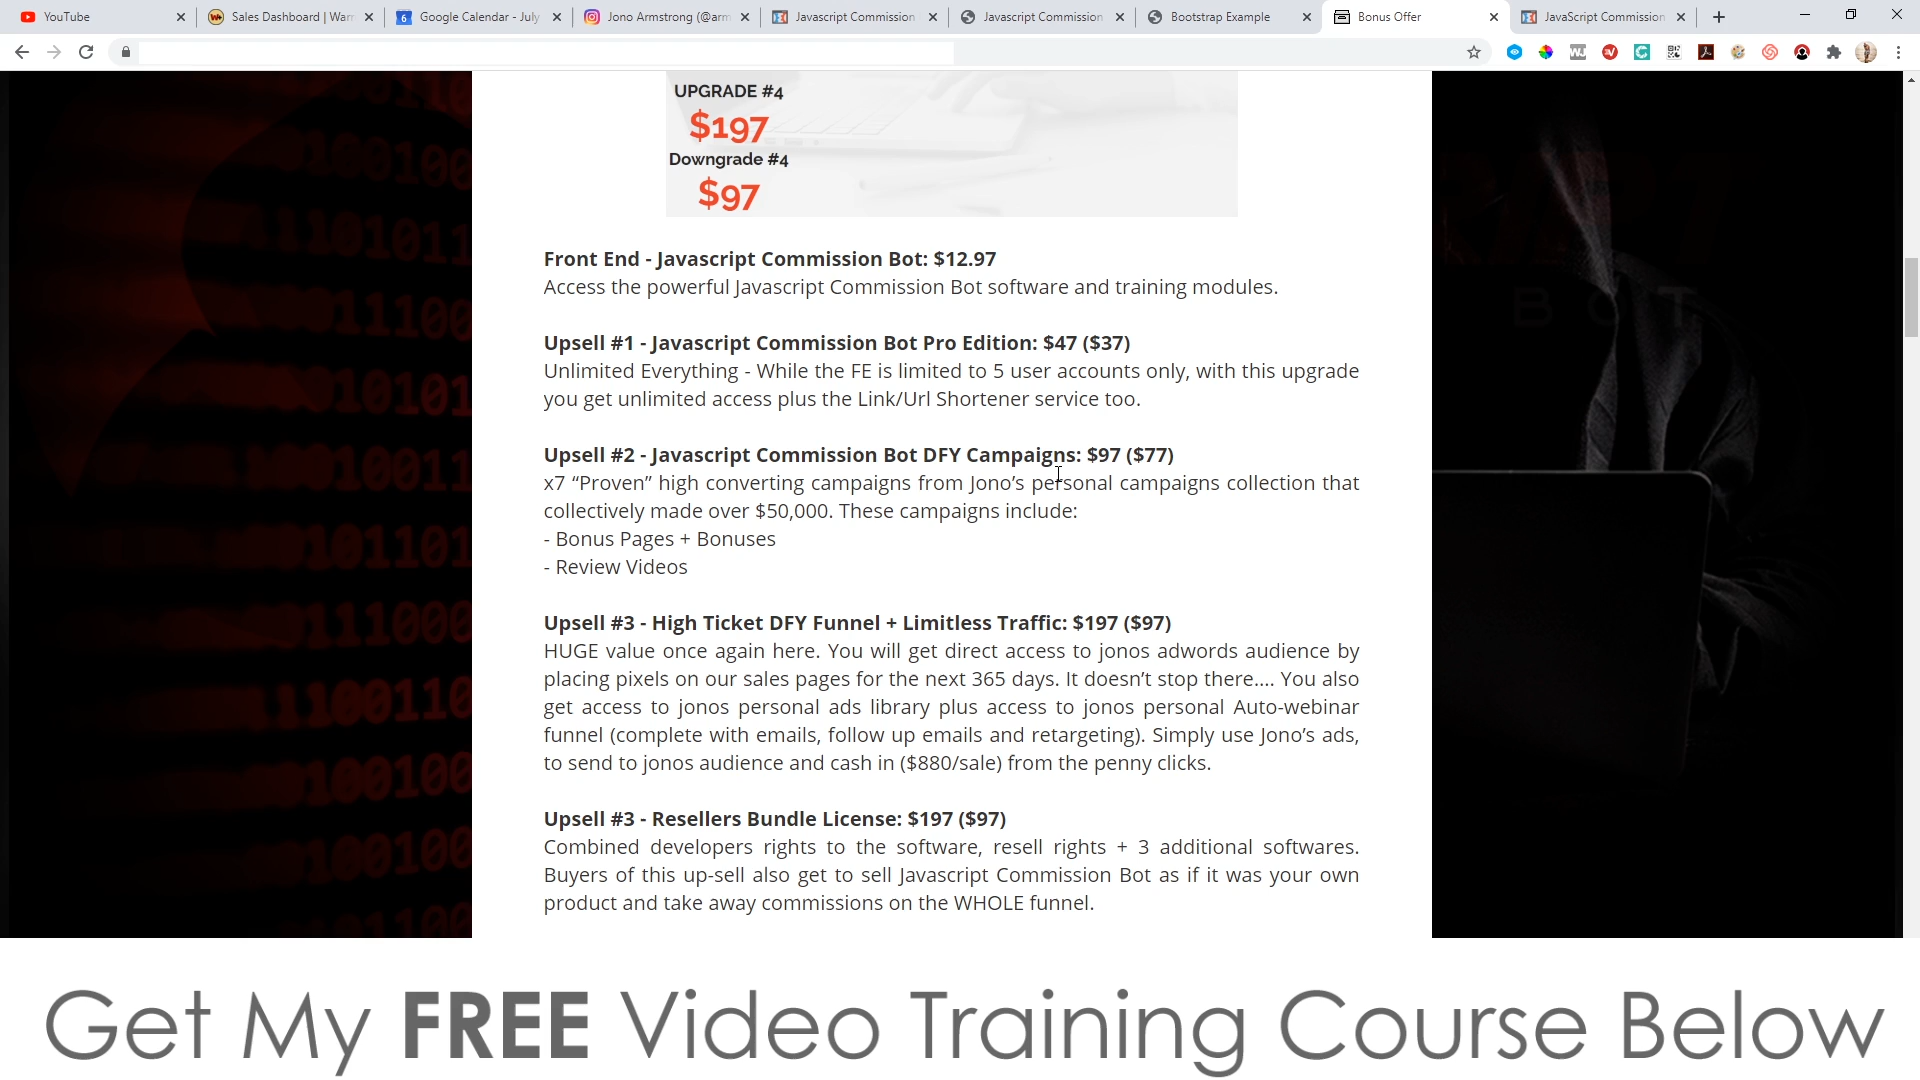 YouTube
Sales Dashboard | Warr
Google Calendar - July
Jono Armstrong (@arm
Javascript Commission
Javascript Commission
Bootstrap Example
Bonus Offer
JavaScript Commission
UPGRADE #4
$197
Downgrade #4
$97
Front End - Javascript Commission Bot: $12.97
Access the powerful Javascript Commission Bot software and training modules.
Upsell #1 - Javascript Commission Bot Pro Edition: $47 ($37)
Unlimited Everything - While the FE is limited to 5 user accounts only, with this upgrade
you get unlimited access plus the Link/Url Shortener service too.
Upsell #2 - Javascript Commission Bot DFY Campaigns: $97 ($77)
x7 “Proven” high converting campaigns from Jono’s personal campaigns collection that
collectively made over $50,000. These campaigns include:
- Bonus Pages + Bonuses
- Review Videos
Upsell #3 - High Ticket DFY Funnel + Limitless Traffic: $197 ($97)
HUGE value once again here. You will get direct access to jonos adwords audience by
placing pixels on our sales pages for the next 365 days. It doesn’t stop there.... You also
get access to jonos personal ads library plus access to jonos personal Auto-webinar
funnel (complete with emails, follow up emails and retargeting). Simply use Jono’s ads,
to send to jonos audience and cash in ($880/sale) from the penny clicks.
Upsell #3 - Resellers Bundle License: $197 ($97)
Combined developers rights to the software, resell rights + 3 additional softwares.
Buyers of this up-sell also get to sell Javascript Commission Bot as if it was your own
product and take away commissions on the WHOLE funnel.
BOT
Get My FREE Video Training Course Below